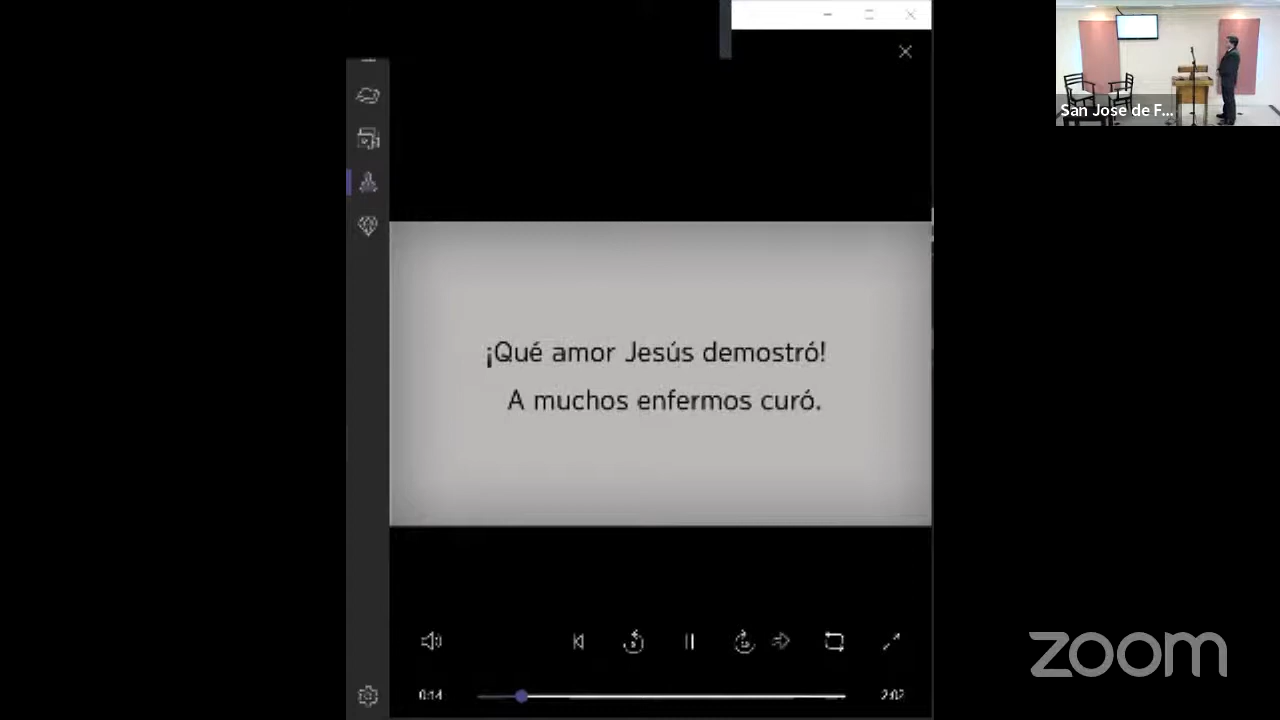 San Jose de F...
¡Qué amor Jesús demostró!
A muchos enfermos curó.
0:14
2:02
zoom